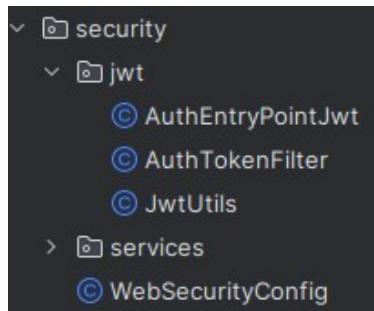 security
jwt
AuthEntryPointJwt
AuthTokenFilter
JwtUtils
services
WebSecurityConfig